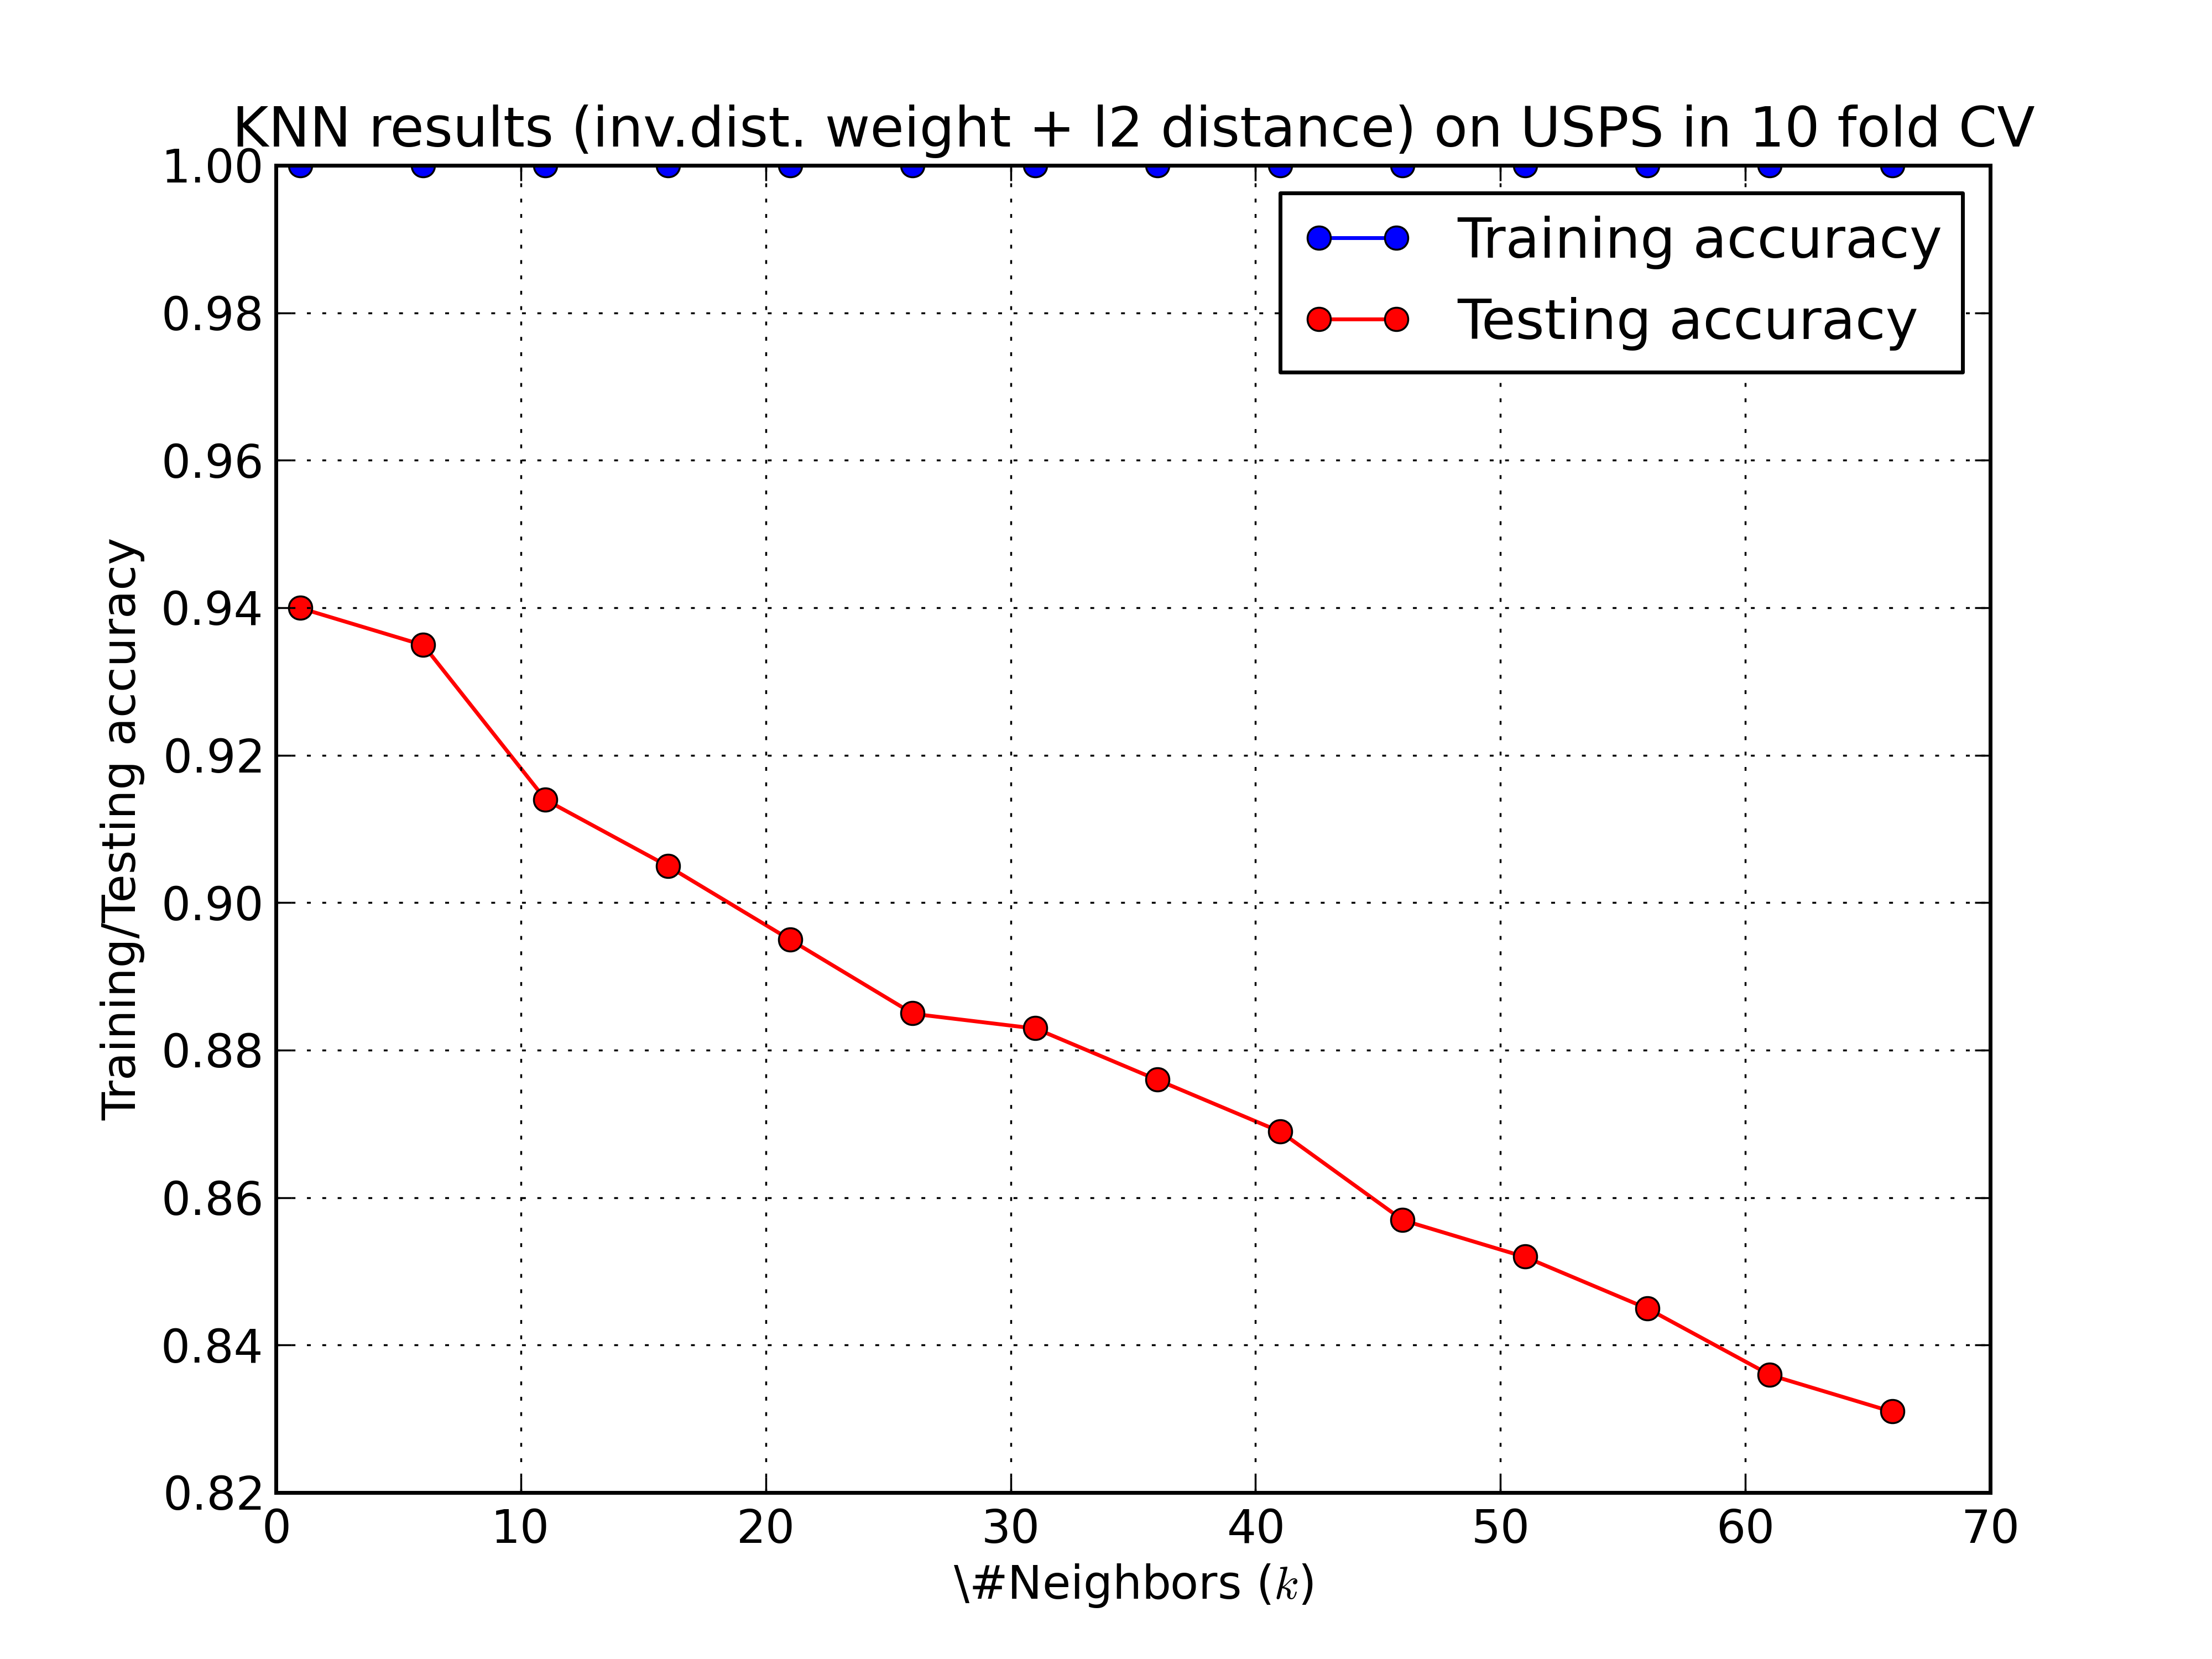 KNN results (inv.dist. weight + l2 distance) on USPS in 10 fold CV
1.00
0.98
0.96
0.94
0.92
0.90
0.88
0.86
0.84
0.82
Training/Testing accuracy
Training accuracy
Testing accuracy
0 10 20 30 40 50 60 70
\#Neighbors (k)